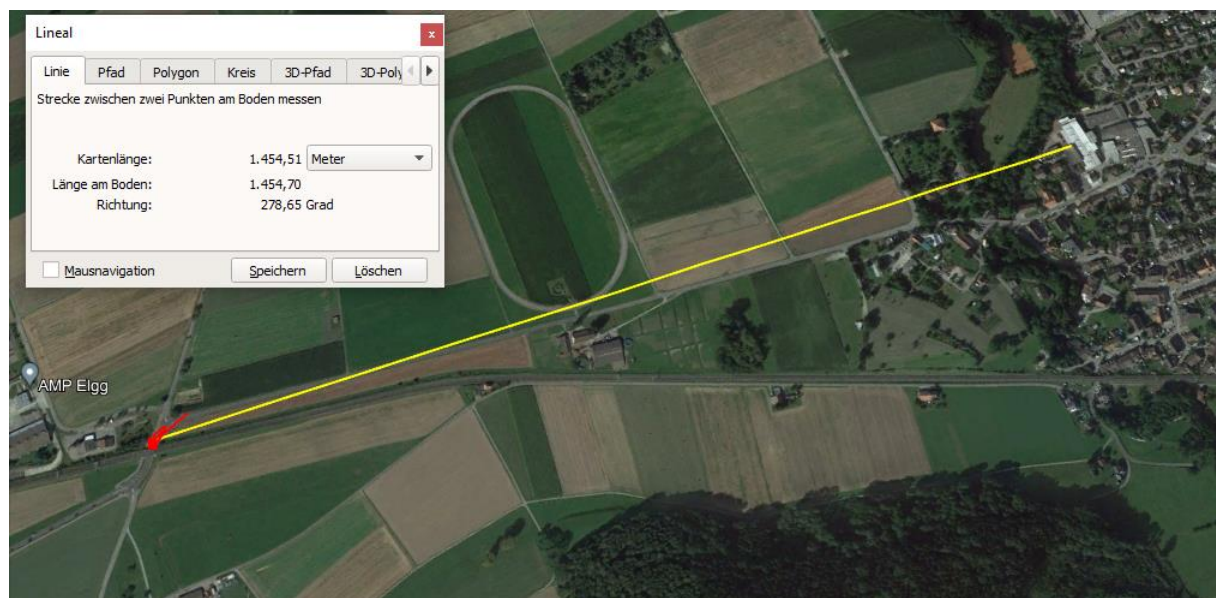 Lineal
x
Linie Pfad Polygon Kreis 3D-Pfad 3D-Poly
Strecke zwischen zwei Punkten am Boden messen
Kartenlänge: 1.454,51 Meter
Länge am Boden: 1.454,70
Richtung: 278,65 Grad
Mausnavigation Speichern Löschen
AMP Elgg